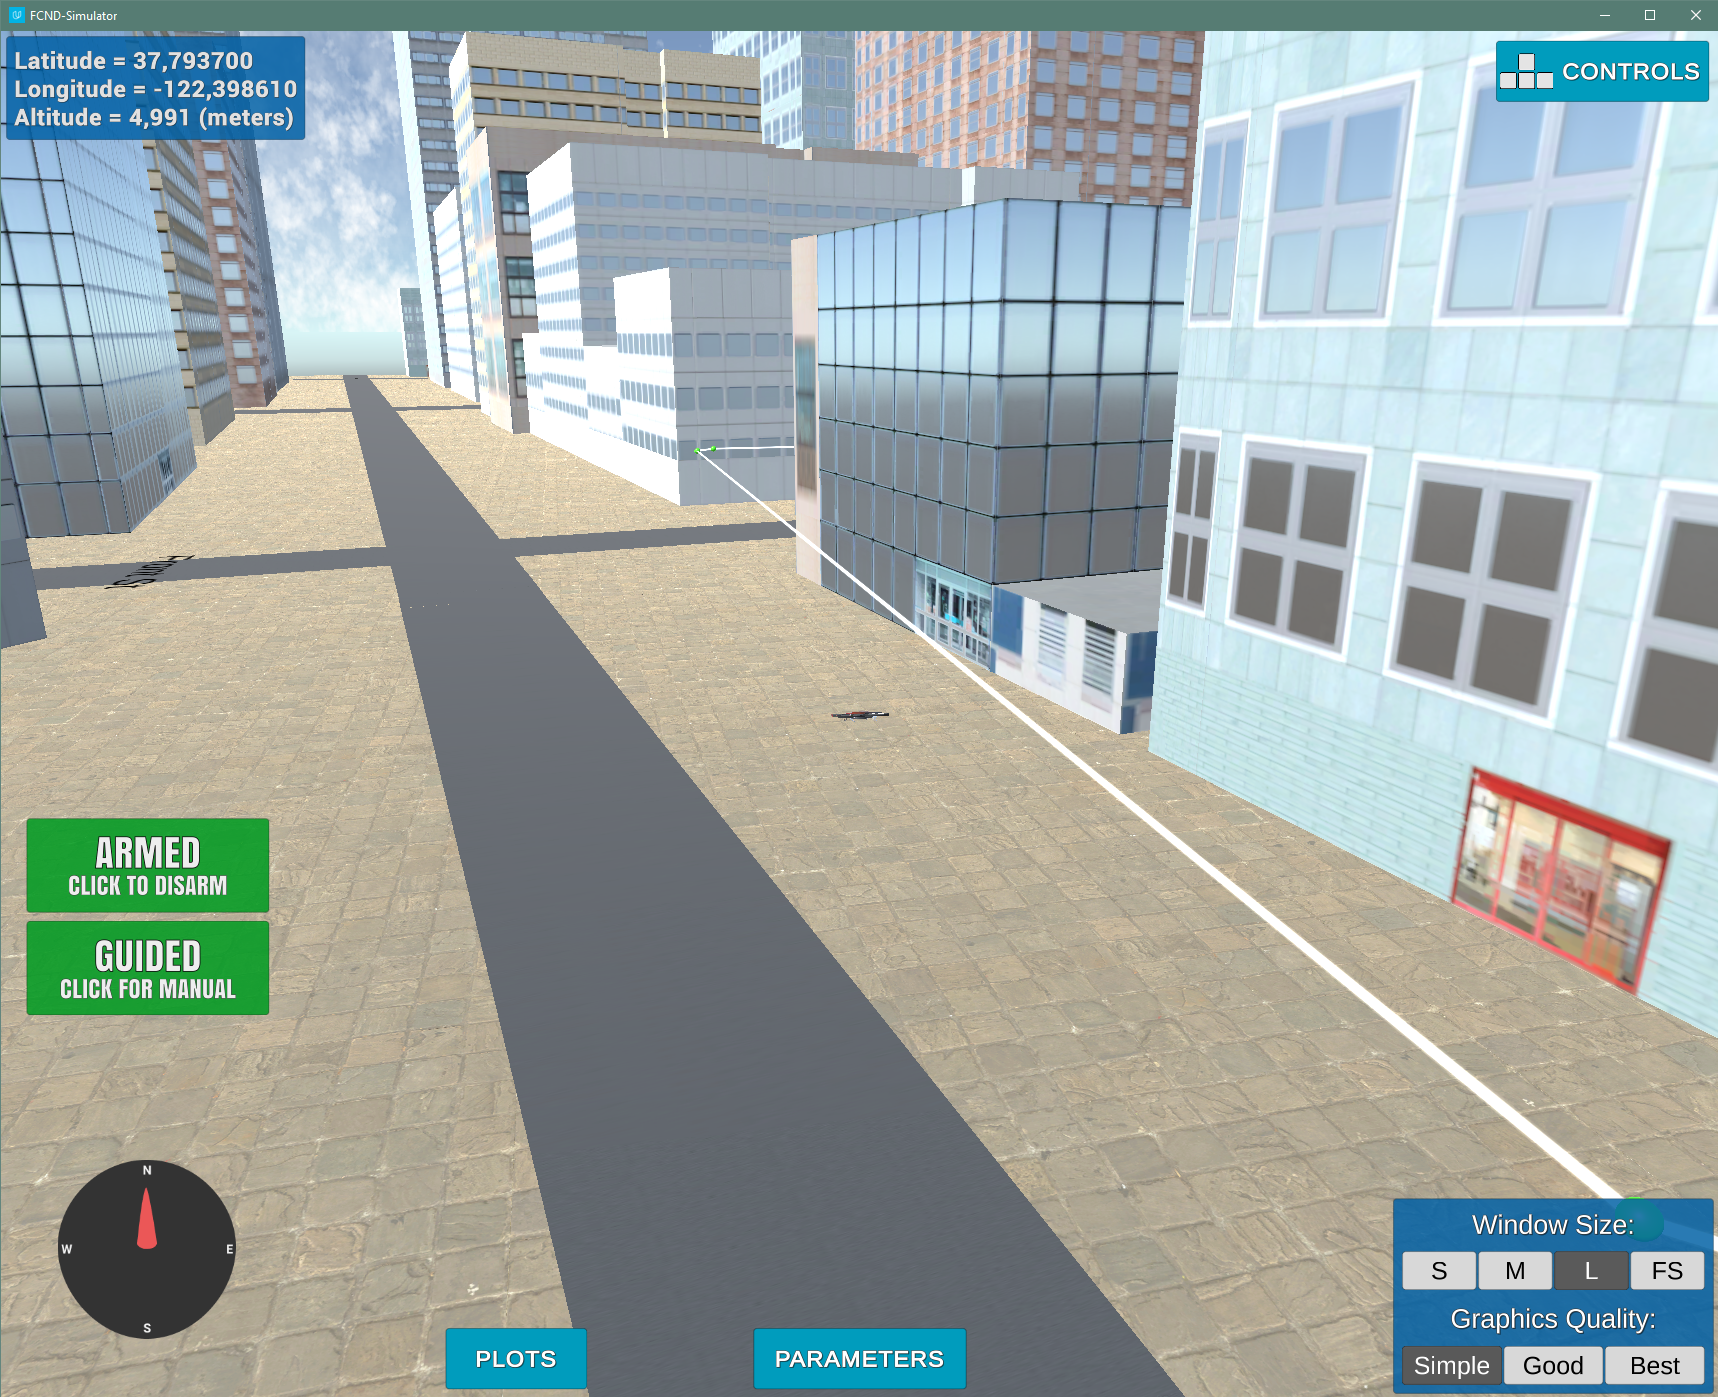 FCND-Simulator
Latitude = 37,793700
Longitude = -122,398610
Altitude = 4,991 (meters)
CONTROLS
ARMED
CLICK TO DISARM
GUIDED
CLICK FOR MANUAL
N
W
E
S
PLOTS
PARAMETERS
Window Size:
S M L FS
Graphics Quality:
Simple Good Best